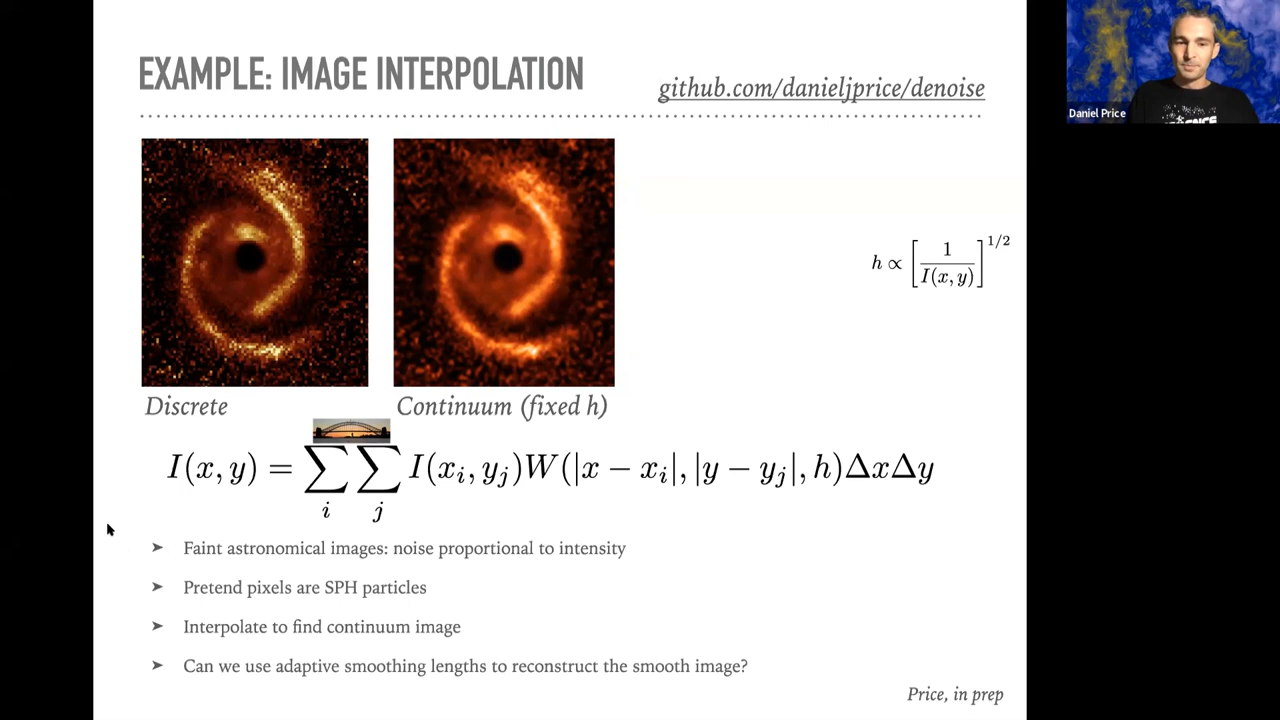 EXAMPLE: IMAGE INTERPOLATION
github.com/danieljprice/denoise
Daniel Price
h ∝ [1 / I(x, y)]^{1/2}
Discrete
Continuum (fixed h)
I(x, y) = ∑_i ∑_j I(x_i, y_j)W(|x − x_i|, |y − y_j|, h)ΔxΔy
➤ Faint astronomical images: noise proportional to intensity
➤ Pretend pixels are SPH particles
➤ Interpolate to find continuum image
➤ Can we use adaptive smoothing lengths to reconstruct the smooth image?
Price, in prep